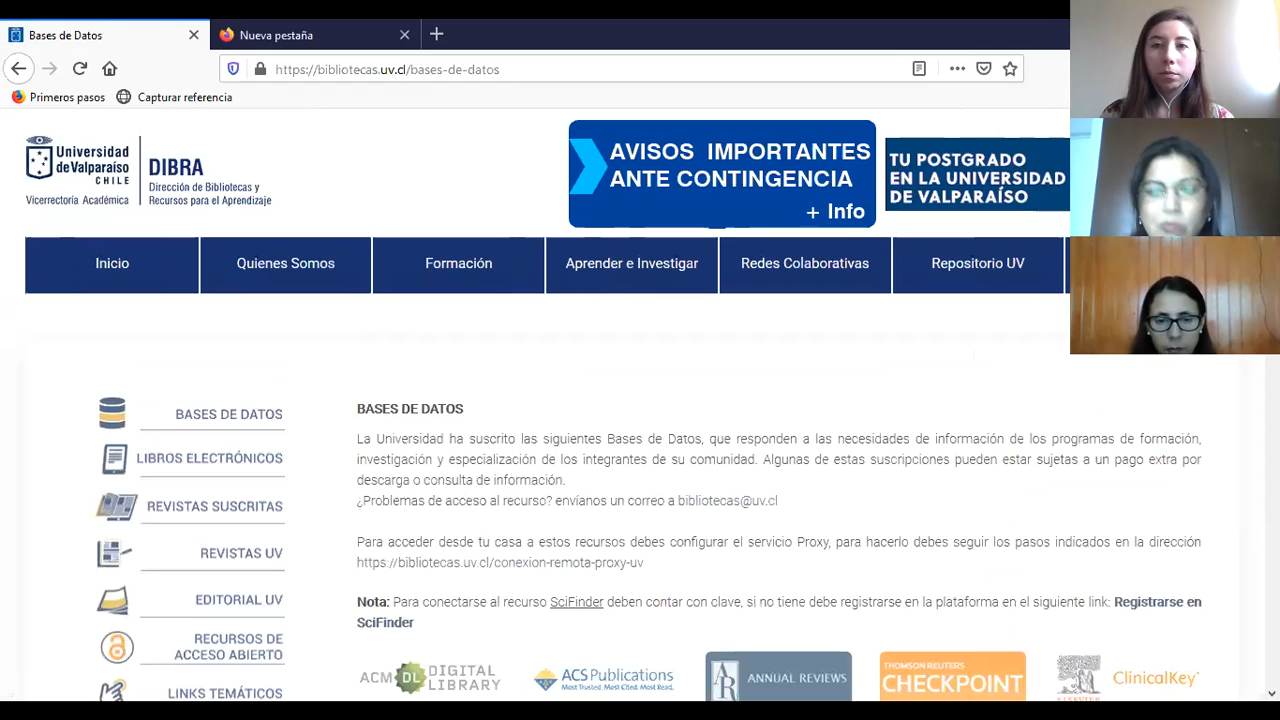 Bases de Datos
Nueva pestaña
https://bibliotecas.uv.cl/bases-de-datos
Primeros pasos
Capturar referencia
Universidad
de Valparaíso
CHILE
Vicerrectoría Académica
DIBRA
Dirección de Bibliotecas y
Recursos para el Aprendizaje
AVISOS IMPORTANTES
ANTE CONTINGENCIA
+ Info
TU POSTGRADO
EN LA UNIVERSIDAD
DE VALPARAÍSO
Inicio
Quienes Somos
Formación
Aprender e Investigar
Redes Colaborativas
Repositorio UV
BASES DE DATOS
LIBROS ELECTRÓNICOS
REVISTAS SUSCRITAS
REVISTAS UV
EDITORIAL UV
RECURSOS DE
ACCESO ABIERTO
LINKS TEMÁTICOS
BASES DE DATOS
La Universidad ha suscrito las siguientes Bases de Datos, que responden a las necesidades de información de los programas de formación,
investigación y especialización de los integrantes de su comunidad. Algunas de estas suscripciones pueden estar sujetas a un pago extra por
descarga o consulta de información.
¿Problemas de acceso al recurso? envíanos un correo a bibliotecas@uv.cl
Para acceder desde tu casa a estos recursos debes configurar el servicio Proxy, para hacerlo debes seguir los pasos indicados en la dirección
https://bibliotecas.uv.cl/conexion-remota-proxy-uv
Nota: Para conectarse al recurso SciFinder deben contar con clave, si no tiene debe registrarse en la plataforma en el siguiente link: Registrarse en
SciFinder
ACM DL DIGITAL LIBRARY
ACS Publications
Most Trusted. Most Cited. Most Read.
AR ANNUAL REVIEWS
THOMSON REUTERS
CHECKPOINT
ClinicalKey